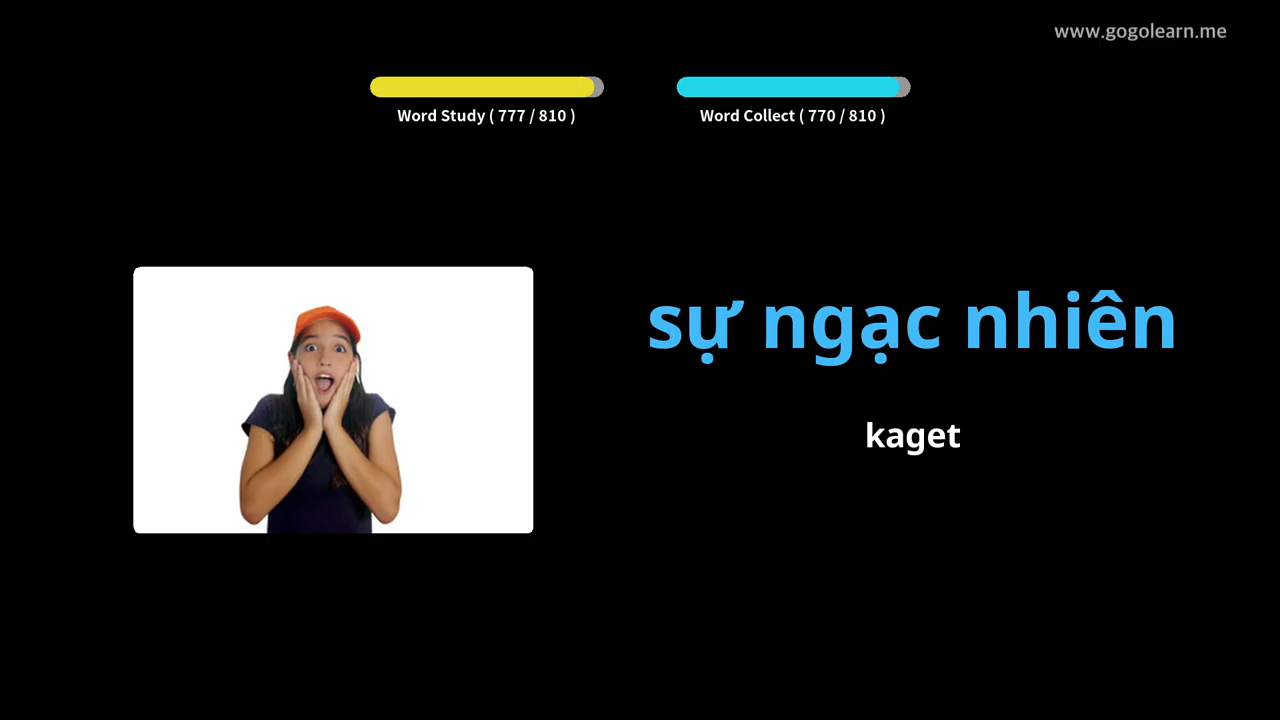 www.gogolearn.me
Word Study ( 777 / 810 )
Word Collect ( 770 / 810 )
sự ngạc nhiên
kaget